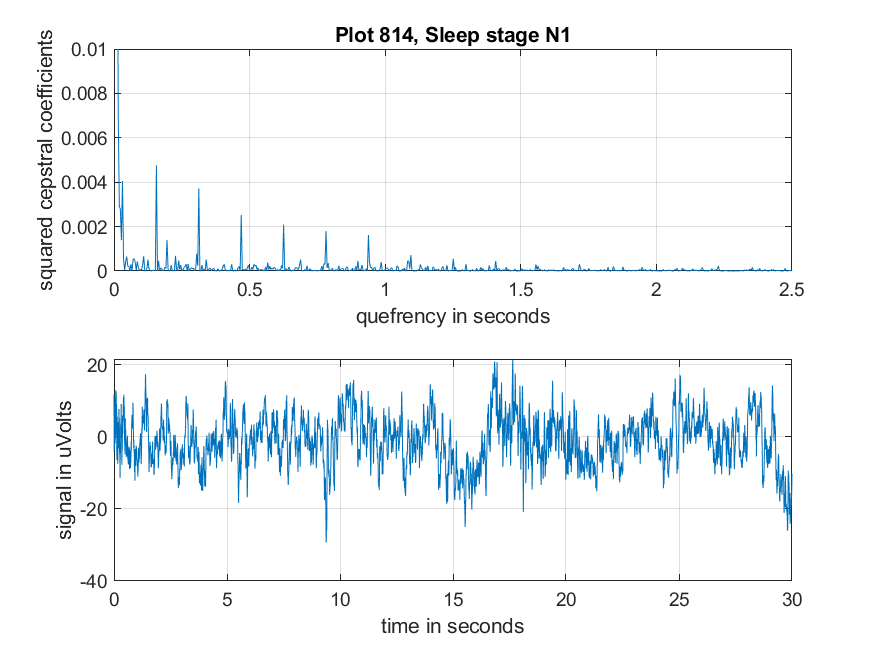 Plot 814, Sleep stage N1
squared cepstral coefficients
0.01
0.008
0.006
0.004
0.002
0
0 0.5 1 1.5 2 2.5
quefrency in seconds
signal in uVolts
20
0
-20
-40
0 5 10 15 20 25 30
time in seconds